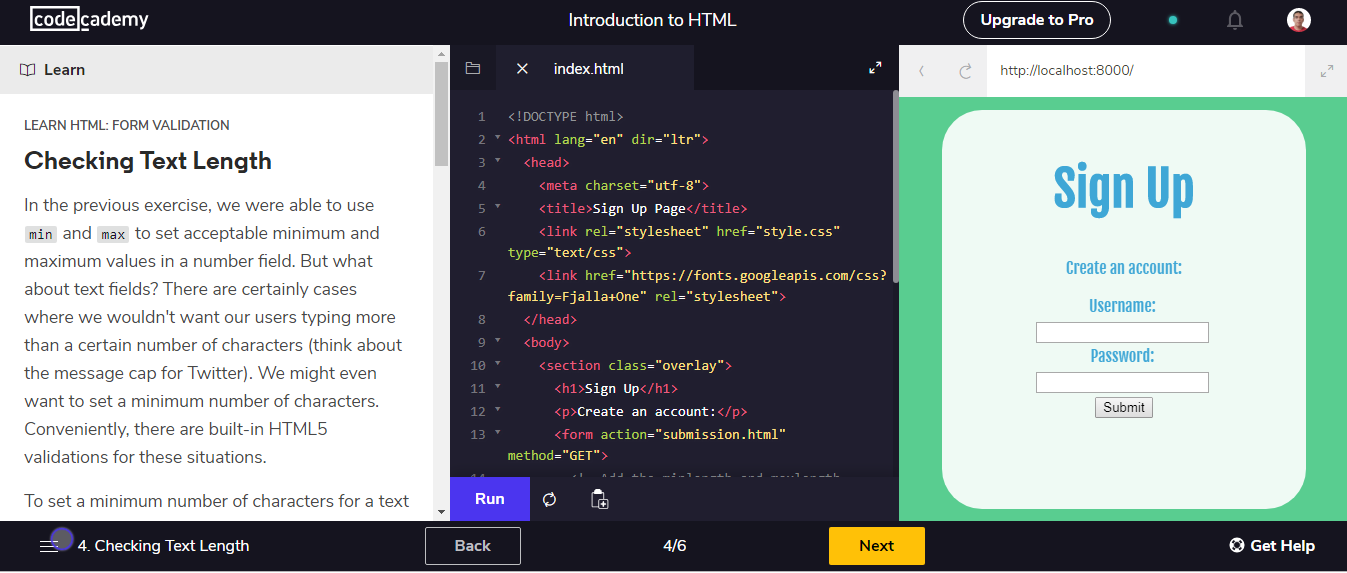 codecademy
Introduction to HTML
Upgrade to Pro
Learn
LEARN HTML: FORM VALIDATION
Checking Text Length
In the previous exercise, we were able to use
min and max to set acceptable minimum and
maximum values in a number field. But what
about text fields? There are certainly cases
where we wouldn't want our users typing more
than a certain number of characters (think about
the message cap for Twitter). We might even
want to set a minimum number of characters.
Conveniently, there are built-in HTML5
validations for these situations.
To set a minimum number of characters for a text
index.html
1 <!DOCTYPE html>
2 <html lang="en" dir="ltr">
3 <head>
4 <meta charset="utf-8">
5 <title>Sign Up Page</title>
6 <link rel="stylesheet" href="style.css"
type="text/css">
7 <link href="https://fonts.googleapis.com/css?
family=Fjalla+One" rel="stylesheet">
8 </head>
9 <body>
10 <section class="overlay">
11 <h1>Sign Up</h1>
12 <p>Create an account:</p>
13 <form action="submission.html"
method="GET">
14 <!-- Add the minlength and maxlength
Run
http://localhost:8000/
Sign Up
Create an account:
Username:
Password:
Submit
4. Checking Text Length
Back
4/6
Next
Get Help